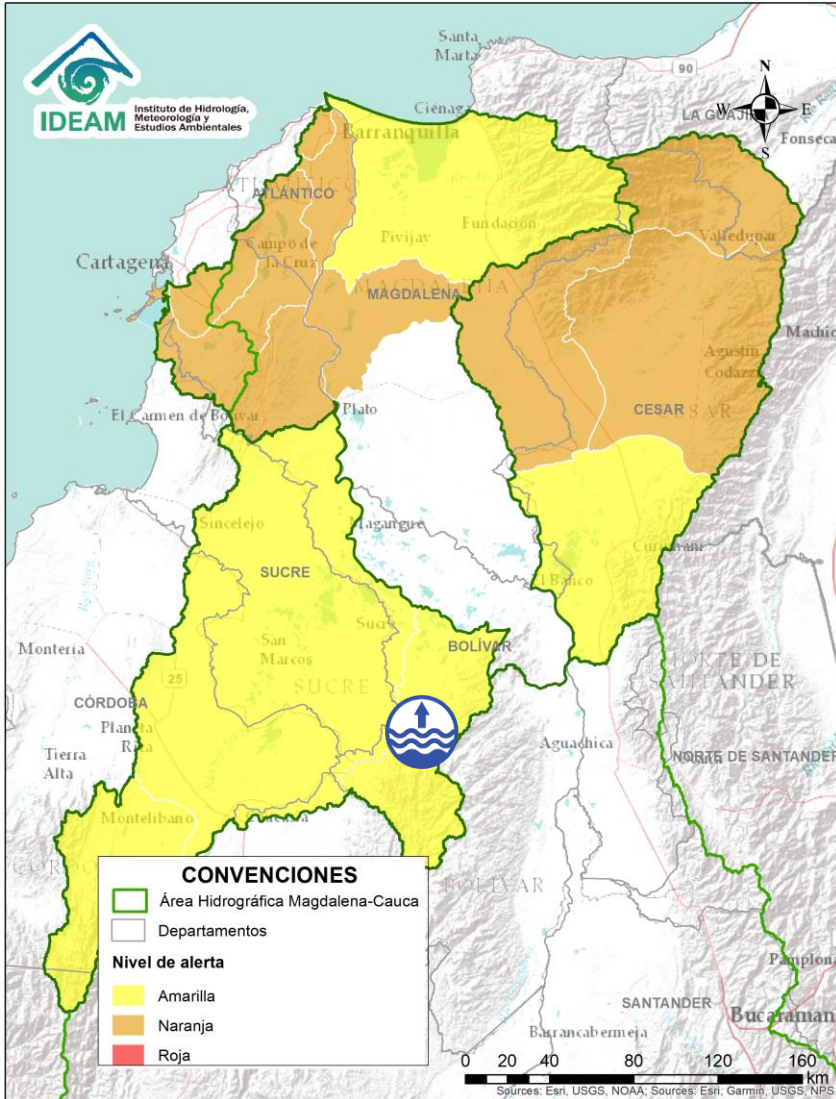 IDEAM
Instituto de Hidrología,
Meteorología y
Estudios Ambientales
Santa
Marta
90
N
W
E
S
LA GUAJIR
Fonseca
Ciénaga
Barranquilla
ATLÁNTICO
Campo de
la Cruz
Pivijay
Fundación
Valledupar
Cartagena
MAGDALENA
Agustín
Codazzi
CESAR
CESAR
El Carmen de Bolívar
Plato
Sincelejo
Magangué
Curumaní
El Banco
SUCRE
Sucre
San
Marcos
SUCRE
BOLÍVAR
Montería
25
CÓRDOBA
Planeta
Rica
Tierra
Alta
Aguachica
NORTE DE
SANTANDER
NORTE DE SANTANDER
Montelíbano
BOLÍVAR
CONVENCIONES
Área Hidrográfica Magdalena-Cauca
Departamentos
Nivel de alerta
Amarilla
Naranja
Roja
Pamplona
SANTANDER
Bucaraman
Barrancabermeja
0 20 40 80 120 160
km
Sources: Esri, USGS, NOAA; Sources: Esri, Garmin, USGS, NPS